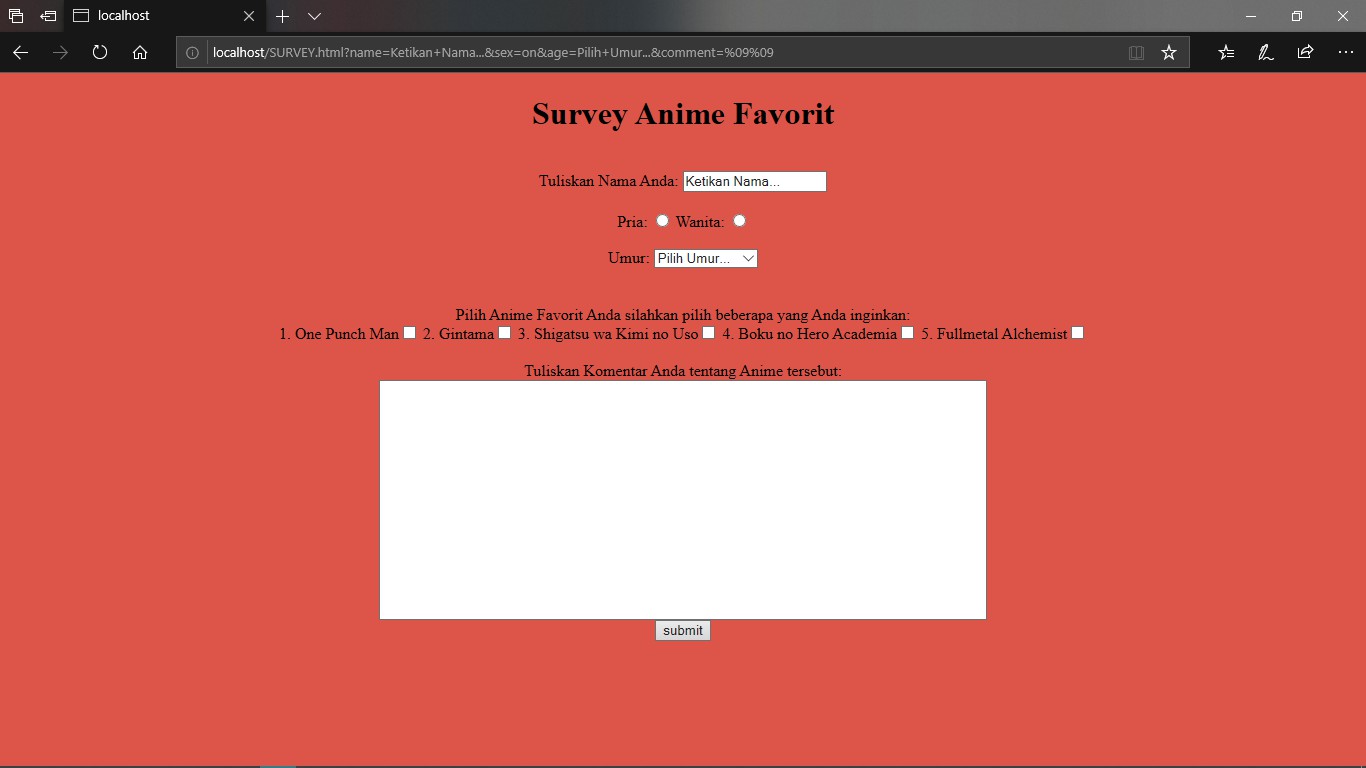 localhost
localhost/SURVEY.html?name=Ketikan+Nama...&sex=on&age=Pilih+Umur...&comment=%09%09
Survey Anime Favorit
Tuliskan Nama Anda: Ketikan Nama...
Pria: Wanita:
Umur: Pilih Umur...
Pilih Anime Favorit Anda silahkan pilih beberapa yang Anda inginkan:
1. One Punch Man 2. Gintama 3. Shigatsu wa Kimi no Uso 4. Boku no Hero Academia 5. Fullmetal Alchemist
Tuliskan Komentar Anda tentang Anime tersebut:
submit